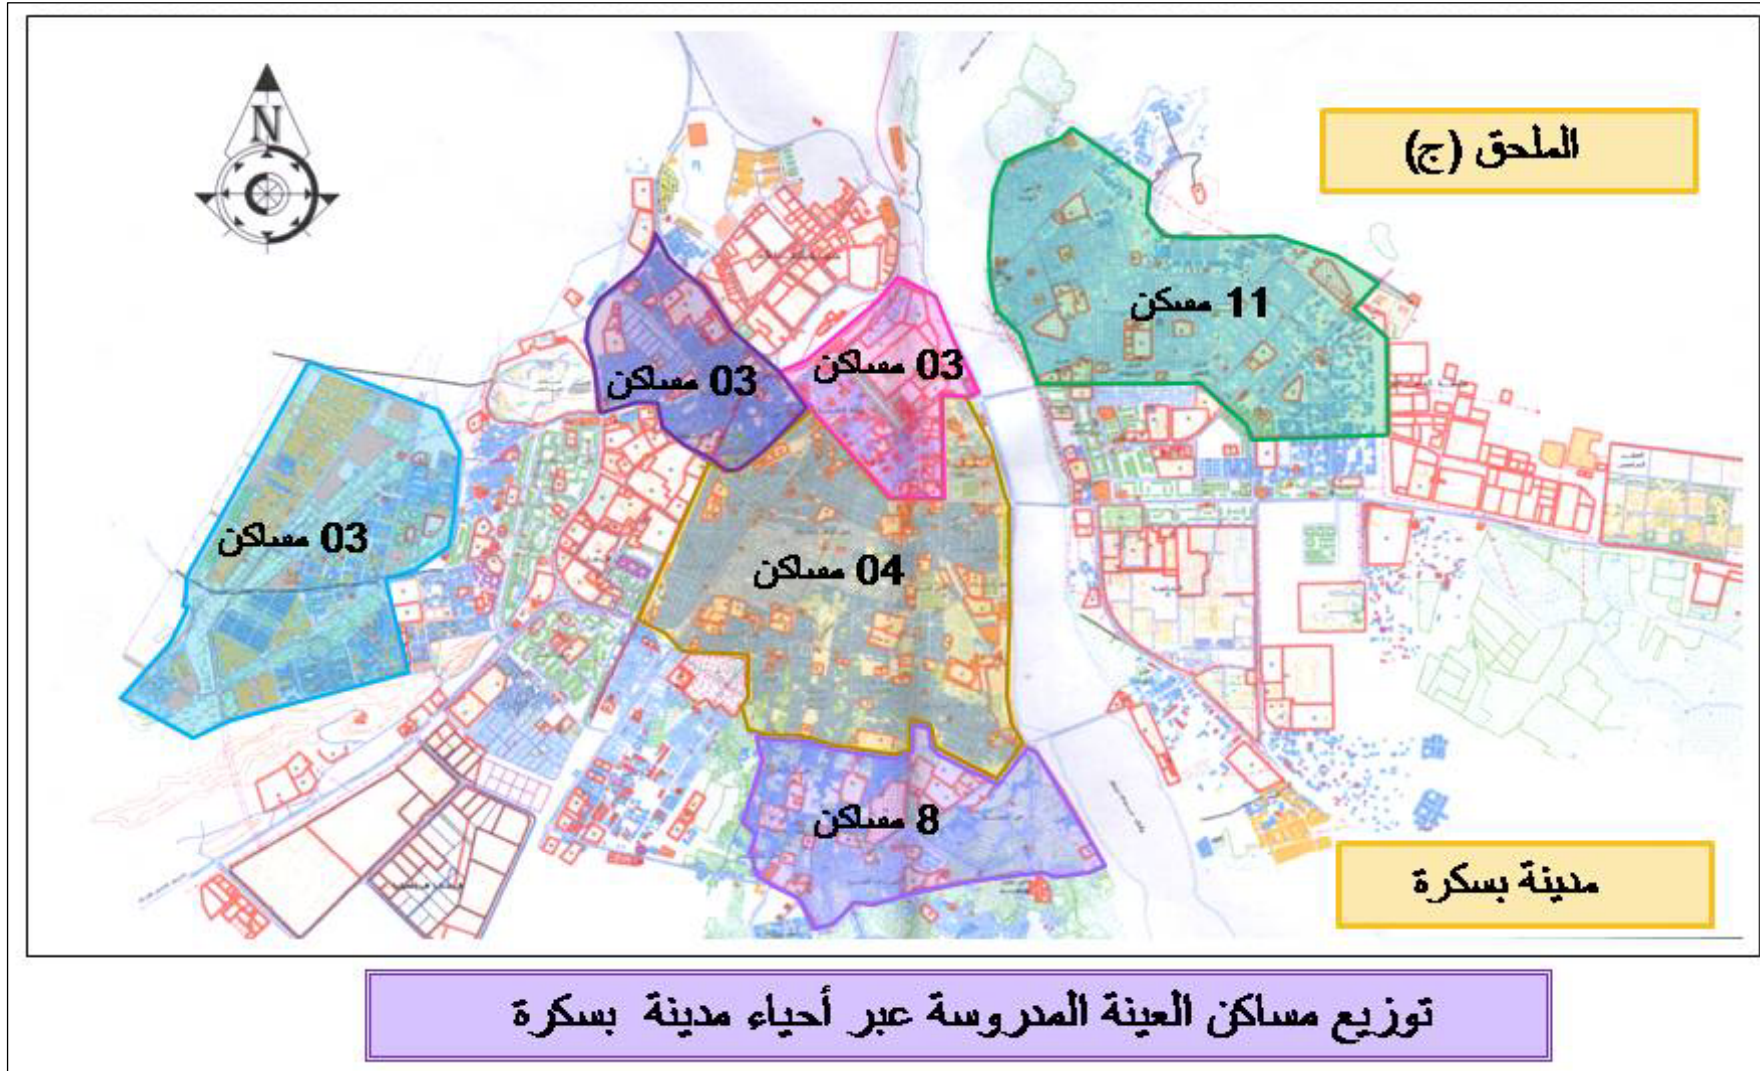 الملحق (ج)
N
11 مسكن
03 مساكن
03 مساكن
03 مساكن
04 مساكن
8 مساكن
مدينة بسكرة
توزيع مساكن العينة المدروسة عبر أحياء مدينة بسكرة